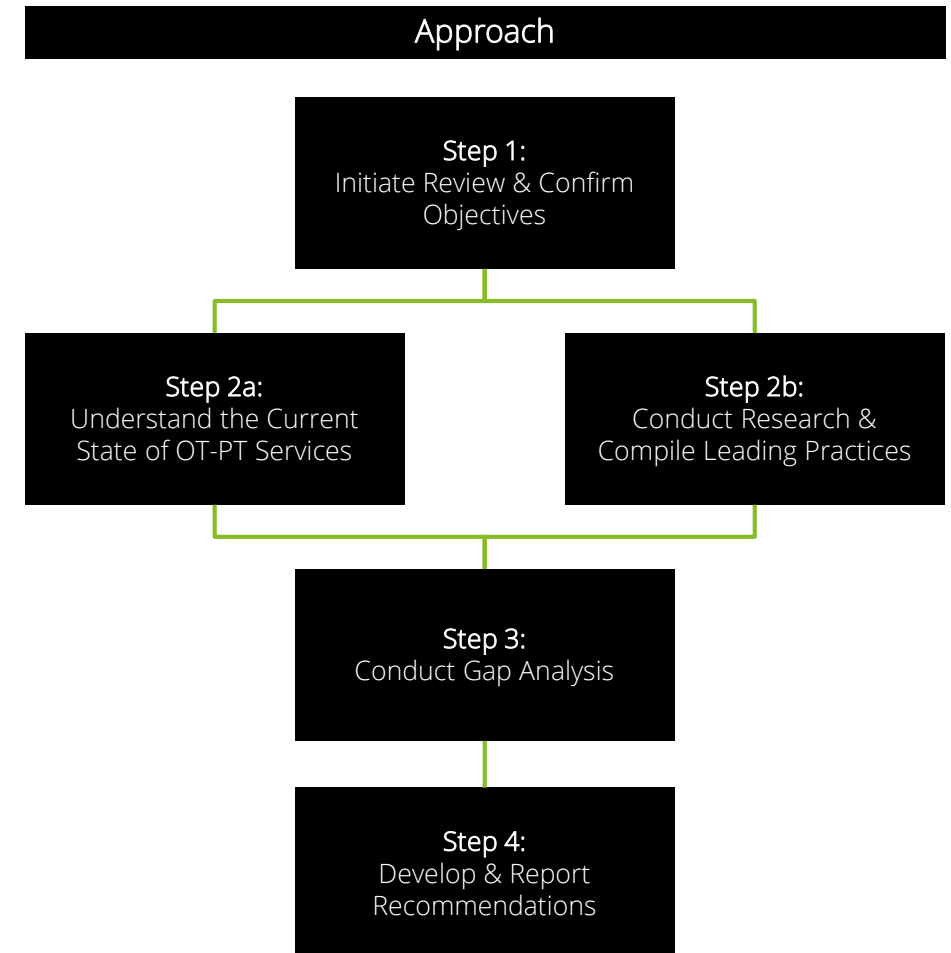 Approach
Step 1:
Initiate Review & Confirm
Objectives
Step 2a:
Understand the Current
State of OT-PT Services
Step 2b:
Conduct Research &
Compile Leading Practices
Step 3:
Conduct Gap Analysis
Step 4:
Develop & Report
Recommendations